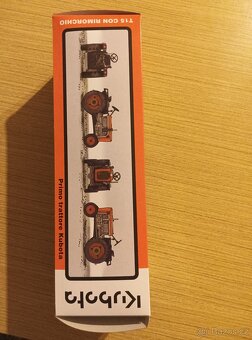 T15 CON RIMORCHIO
Primo trattore Kubota
Kubota